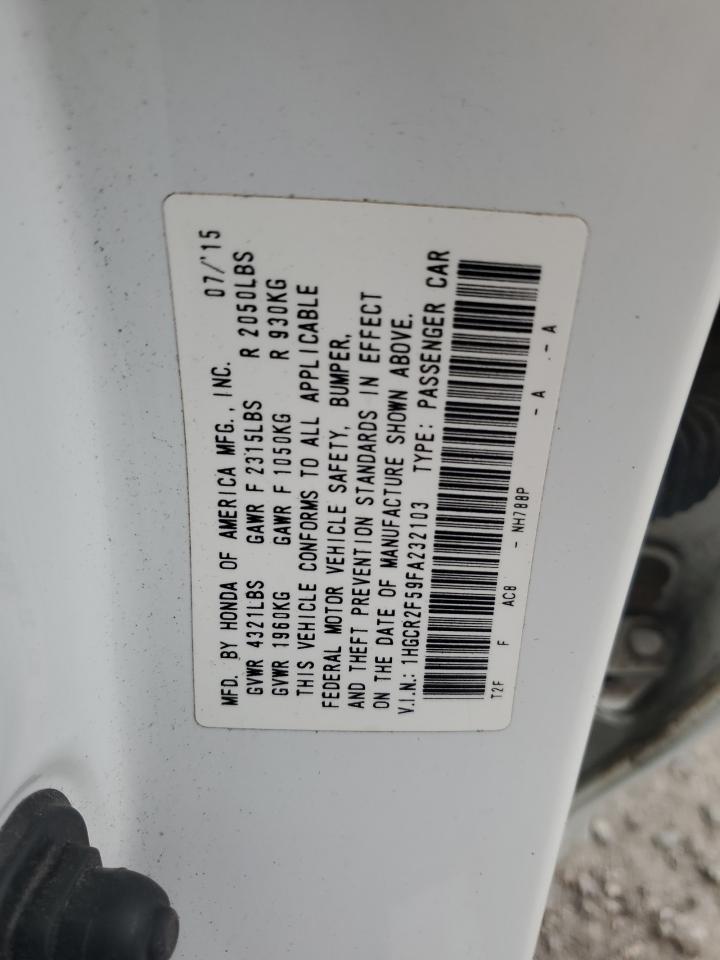 MFD. BY HONDA OF AMERICA MFG., INC. 07/'15
GVWR 4321LBS GAWR F 2315LBS R 2050LBS
GVWR 1960KG GAWR F 1050KG R 930KG
THIS VEHICLE CONFORMS TO ALL APPLICABLE
FEDERAL MOTOR VEHICLE SAFETY, BUMPER,
AND THEFT PREVENTION STANDARDS IN EFFECT
ON THE DATE OF MANUFACTURE SHOWN ABOVE.
V.I.N.: 1HGCR2F59FA232103 TYPE: PASSENGER CAR
T2F F AC8 - NH788P - A .- A